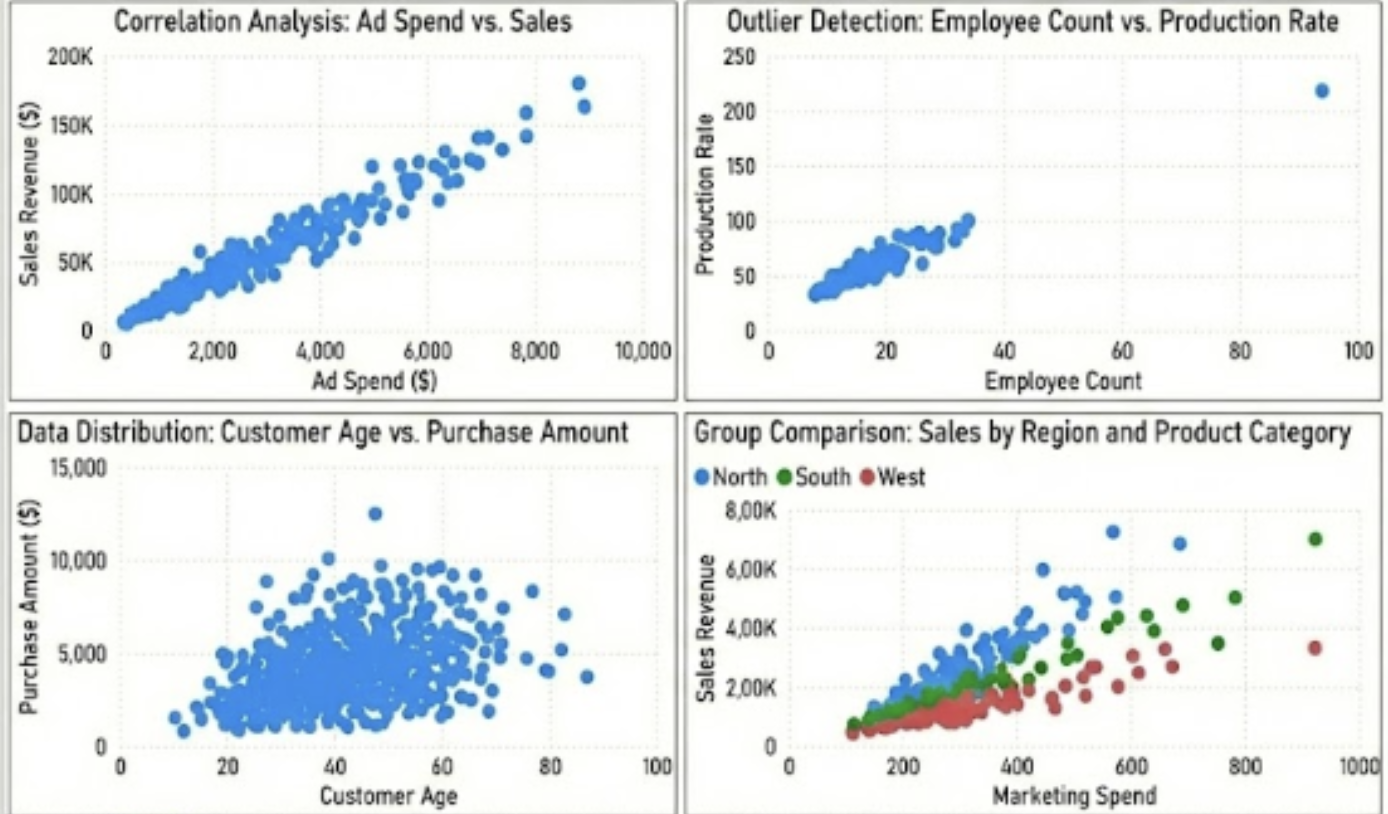 Correlation Analysis: Ad Spend vs. Sales
200K
150K
100K
50K
0
Sales Revenue ($)
0 2,000 4,000 6,000 8,000 10,000
Ad Spend ($)
Outlier Detection: Employee Count vs. Production Rate
250
200
150
100
50
0
Production Rate
0 20 40 60 80 100
Employee Count
Data Distribution: Customer Age vs. Purchase Amount
15,000
10,000
5,000
0
Purchase Amount ($)
0 20 40 60 80 100
Customer Age
Group Comparison: Sales by Region and Product Category
North South West
8,00K
6,00K
4,00K
2,00K
0
Sales Revenue
0 200 400 600 800 1000
Marketing Spend